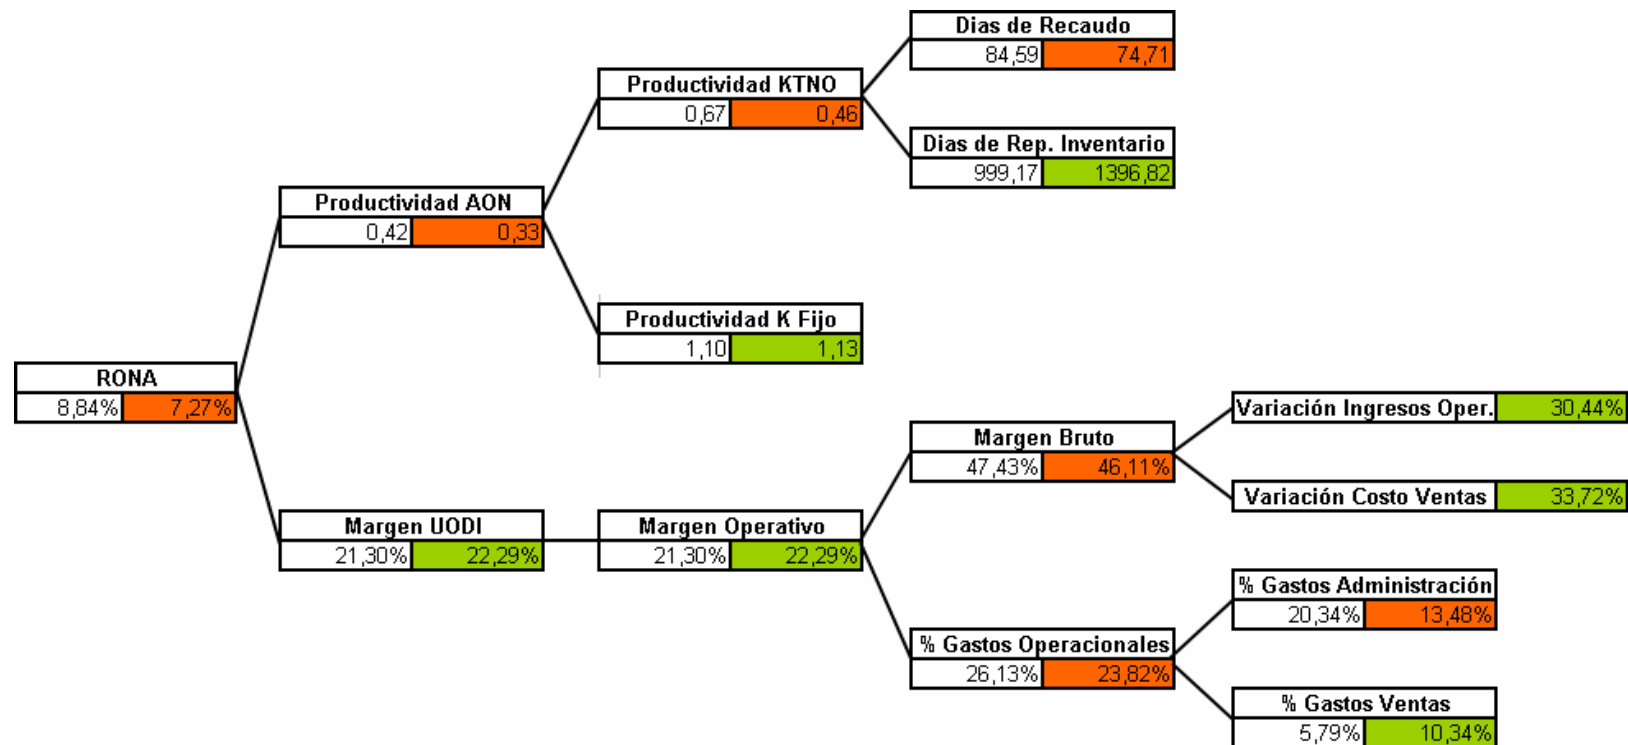 Dias de Recaudo
84,59 74,71
Productividad KTNO
0,67 0,46
Dias de Rep. Inventario
999,17 1396,82
Productividad AON
0,42 0,33
Productividad K Fijo
1,10 1,13
RONA
8,84% 7,27%
Variación Ingresos Oper. 30,44%
Margen Bruto
47,43% 46,11%
Variación Costo Ventas 33,72%
Margen UODI
21,30% 22,29%
Margen Operativo
21,30% 22,29%
% Gastos Administración
20,34% 13,48%
% Gastos Operacionales
26,13% 23,82%
% Gastos Ventas
5,79% 10,34%